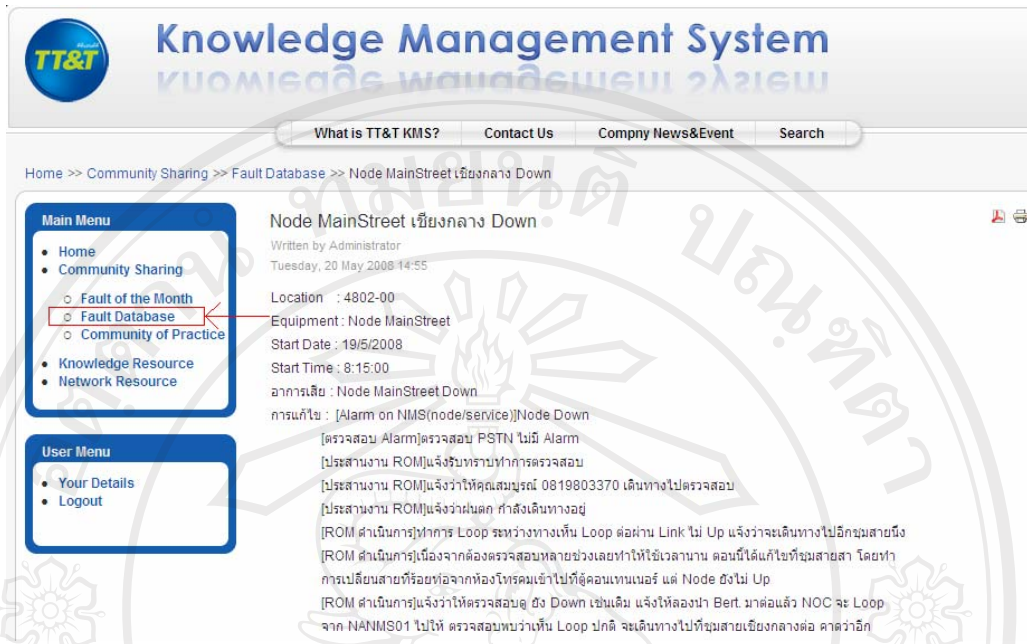 TT&T
Knowledge Management System
What is TT&T KMS? Contact Us Compny News&Event Search
Home >> Community Sharing >> Fault Database >> Node MainStreet เชียงกลาง Down
Main Menu
Home
Community Sharing
Fault of the Month
Fault Database
Community of Practice
Knowledge Resource
Network Resource
User Menu
Your Details
Logout
Node MainStreet เชียงกลาง Down
Written by Administrator
Tuesday, 20 May 2008 14:55
Location : 4802-00
Equipment : Node MainStreet
Start Date : 19/5/2008
Start Time : 8:15:00
อาการเสีย : Node MainStreet Down
การแก้ไข : [Alarm on NMS(node/service)]Node Down
[ตรวจสอบ Alarm]ตรวจสอบ PSTN ไม่มี Alarm
[ประสานงาน ROM]แจ้งรับทราบทำการตรวจสอบ
[ประสานงาน ROM]แจ้งว่าให้คุณสมบูรณ์ 0819803370 เดินทางไปตรวจสอบ
[ประสานงาน ROM]แจ้งว่าฝนตก กำลังเดินทางอยู่
[ROM ดำเนินการ]ทำการ Loop ระหว่างทางเห็น Loop ต่อผ่าน Link ไม่ Up แจ้งว่าจะเดินทางไปอีกชุมสายนึง
[ROM ดำเนินการ]เนื่องจากต้องตรวจสอบหลายช่วงเลยทำให้ใช้เวลานาน ตอนนี้ได้แก้ไขที่ชุมสายสา โดยทำ
การเปลี่ยนสายที่ร้อยท่อจากห้องโทรคมเข้าไปที่ตู้คอนเทนเนอร์ แต่ Node ยังไม่ Up
[ROM ดำเนินการ]แจ้งว่าให้ตรวจสอบดู ยัง Down เช่นเดิม แจ้งให้ลองนำ Bert. มาต่อแล้ว NOC จะ Loop
จาก NANMS01 ไปให้ ตรวจสอบพบว่าเห็น Loop ปกติ จะเดินทางไปที่ชุมสายเชียงกลางต่อ คาดว่าอีก